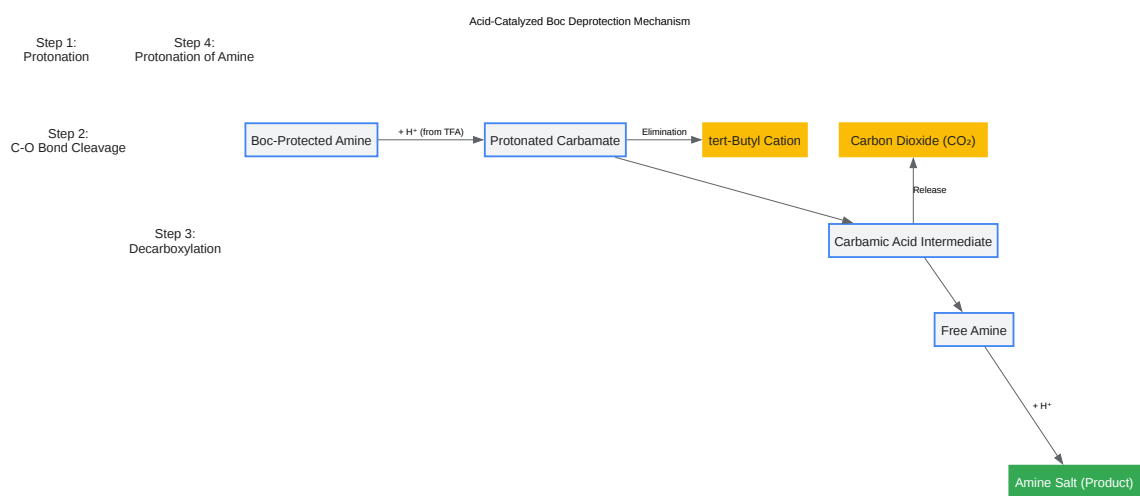 Acid-Catalyzed Boc Deprotection Mechanism
Step 1:
Protonation
Step 4:
Protonation of Amine
Step 2:
C-O Bond Cleavage
Boc-Protected Amine
+ H⁺ (from TFA)
Protonated Carbamate
Elimination
tert-Butyl Cation
Carbon Dioxide (CO₂)
Release
Step 3:
Decarboxylation
Carbamic Acid Intermediate
Free Amine
+ H⁺
Amine Salt (Product)